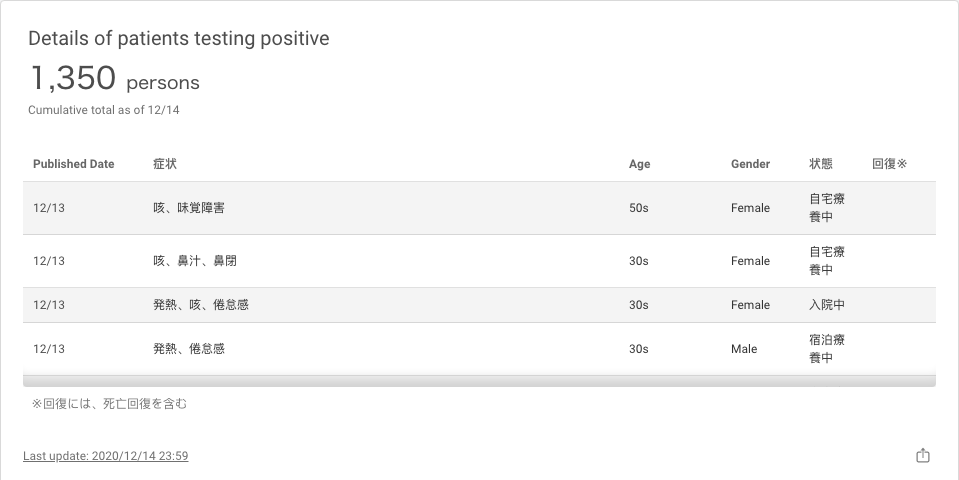 Details of patients testing positive
1,350 persons
Cumulative total as of 12/14
Published Date 症状 Age Gender 状態 回復※
12/13 咳、味覚障害 50s Female 自宅療
養中
12/13 咳、鼻汁、鼻閉 30s Female 自宅療
養中
12/13 発熱、咳、倦怠感 30s Female 入院中
12/13 発熱、倦怠感 30s Male 宿泊療
養中
※回復には、死亡回復を含む
Last update: 2020/12/14 23:59